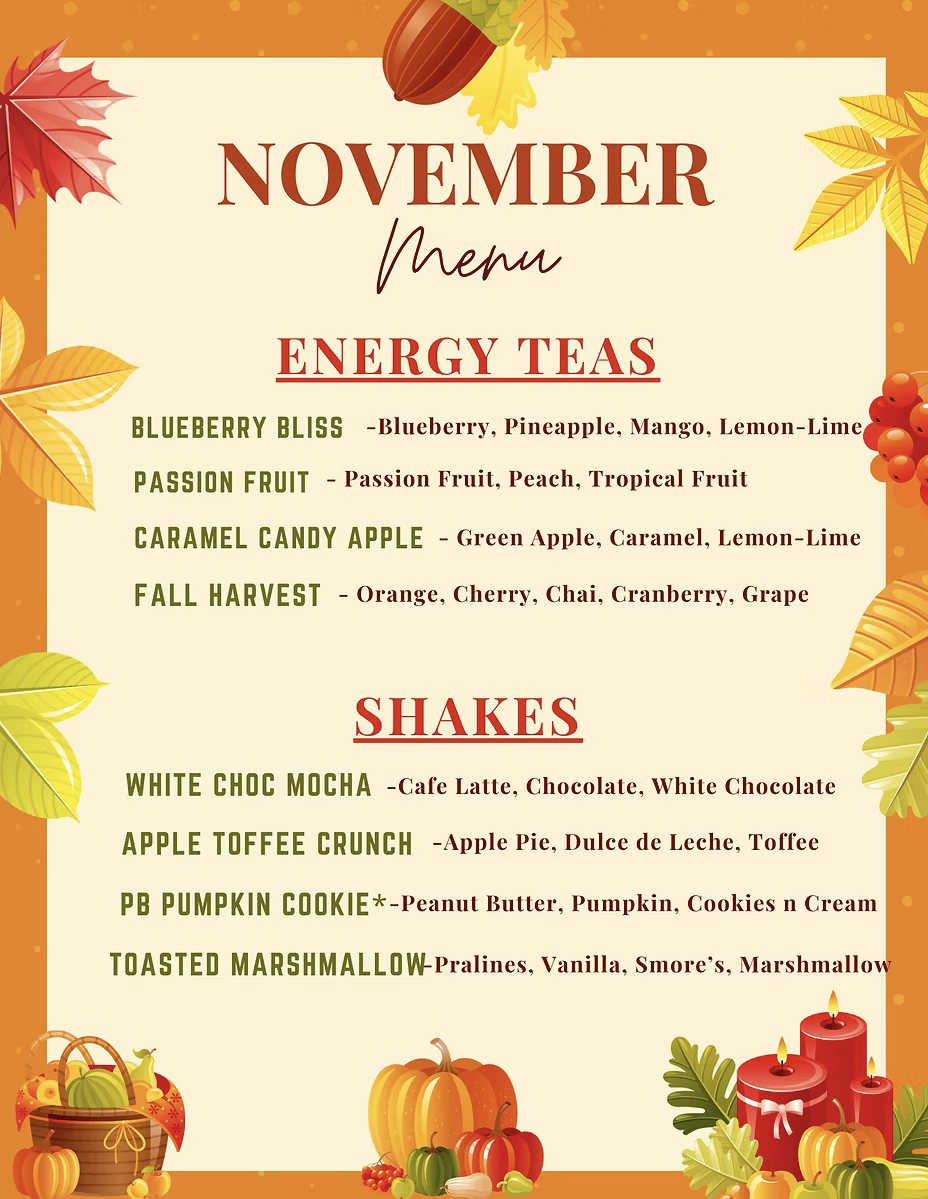 NOVEMBER
Menu
ENERGY TEAS
BLUEBERRY BLISS -Blueberry, Pineapple, Mango, Lemon-Lime
PASSION FRUIT - Passion Fruit, Peach, Tropical Fruit
CARAMEL CANDY APPLE - Green Apple, Caramel, Lemon-Lime
FALL HARVEST - Orange, Cherry, Chai, Cranberry, Grape
SHAKES
WHITE CHOC MOCHA -Cafe Latte, Chocolate, White Chocolate
APPLE TOFFEE CRUNCH -Apple Pie, Dulce de Leche, Toffee
PB PUMPKIN COOKIE*-Peanut Butter, Pumpkin, Cookies n Cream
TOASTED MARSHMALLOW-Pralines, Vanilla, Smore's, Marshmallow